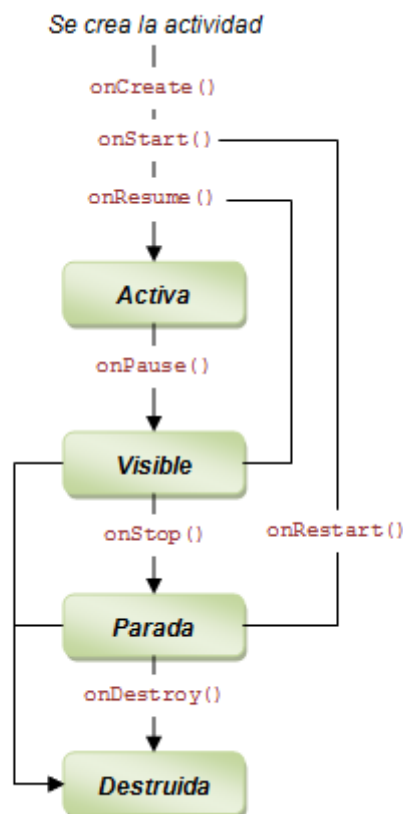 Se crea la actividad
onCreate()
onStart()
onResume()
Activa
onPause()
Visible
onStop()
onRestart()
Parada
onDestroy()
Destruida